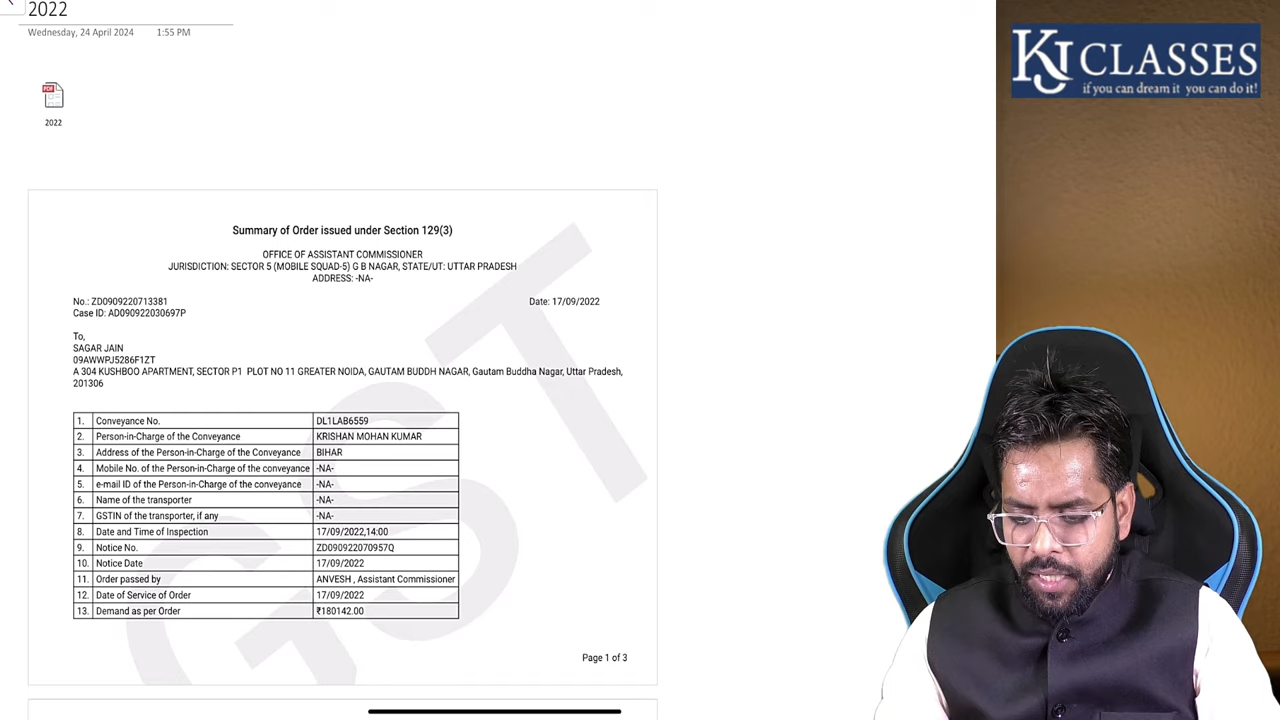 2022
Wednesday, 24 April 2024 1:55 PM
PDF
2022
KJ CLASSES
if you can dream it you can do it!
GST
Summary of Order issued under Section 129(3)
OFFICE OF ASSISTANT COMMISSIONER
JURISDICTION: SECTOR 5 (MOBILE SQUAD-5) G B NAGAR, STATE/UT: UTTAR PRADESH
ADDRESS: -NA-
No.: ZD0909220713381 Date: 17/09/2022
Case ID: AD090922030697P
To,
SAGAR JAIN
09AWWPJ5286F1ZT
A 304 KUSHBOO APARTMENT, SECTOR P1 PLOT NO 11 GREATER NOIDA, GAUTAM BUDDH NAGAR, Gautam Buddha Nagar, Uttar Pradesh,
201306
1. Conveyance No. DL1LAB6559
2. Person-in-Charge of the Conveyance KRISHAN MOHAN KUMAR
3. Address of the Person-in-Charge of the Conveyance BIHAR
4. Mobile No. of the Person-in-Charge of the conveyance -NA-
5. e-mail ID of the Person-in-Charge of the conveyance -NA-
6. Name of the transporter -NA-
7. GSTIN of the transporter, if any -NA-
8. Date and Time of Inspection 17/09/2022,14:00
9. Notice No. ZD090922070957Q
10. Notice Date 17/09/2022
11. Order passed by ANVESH , Assistant Commissioner
12. Date of Service of Order 17/09/2022
13. Demand as per Order ₹180142.00
Page 1 of 3